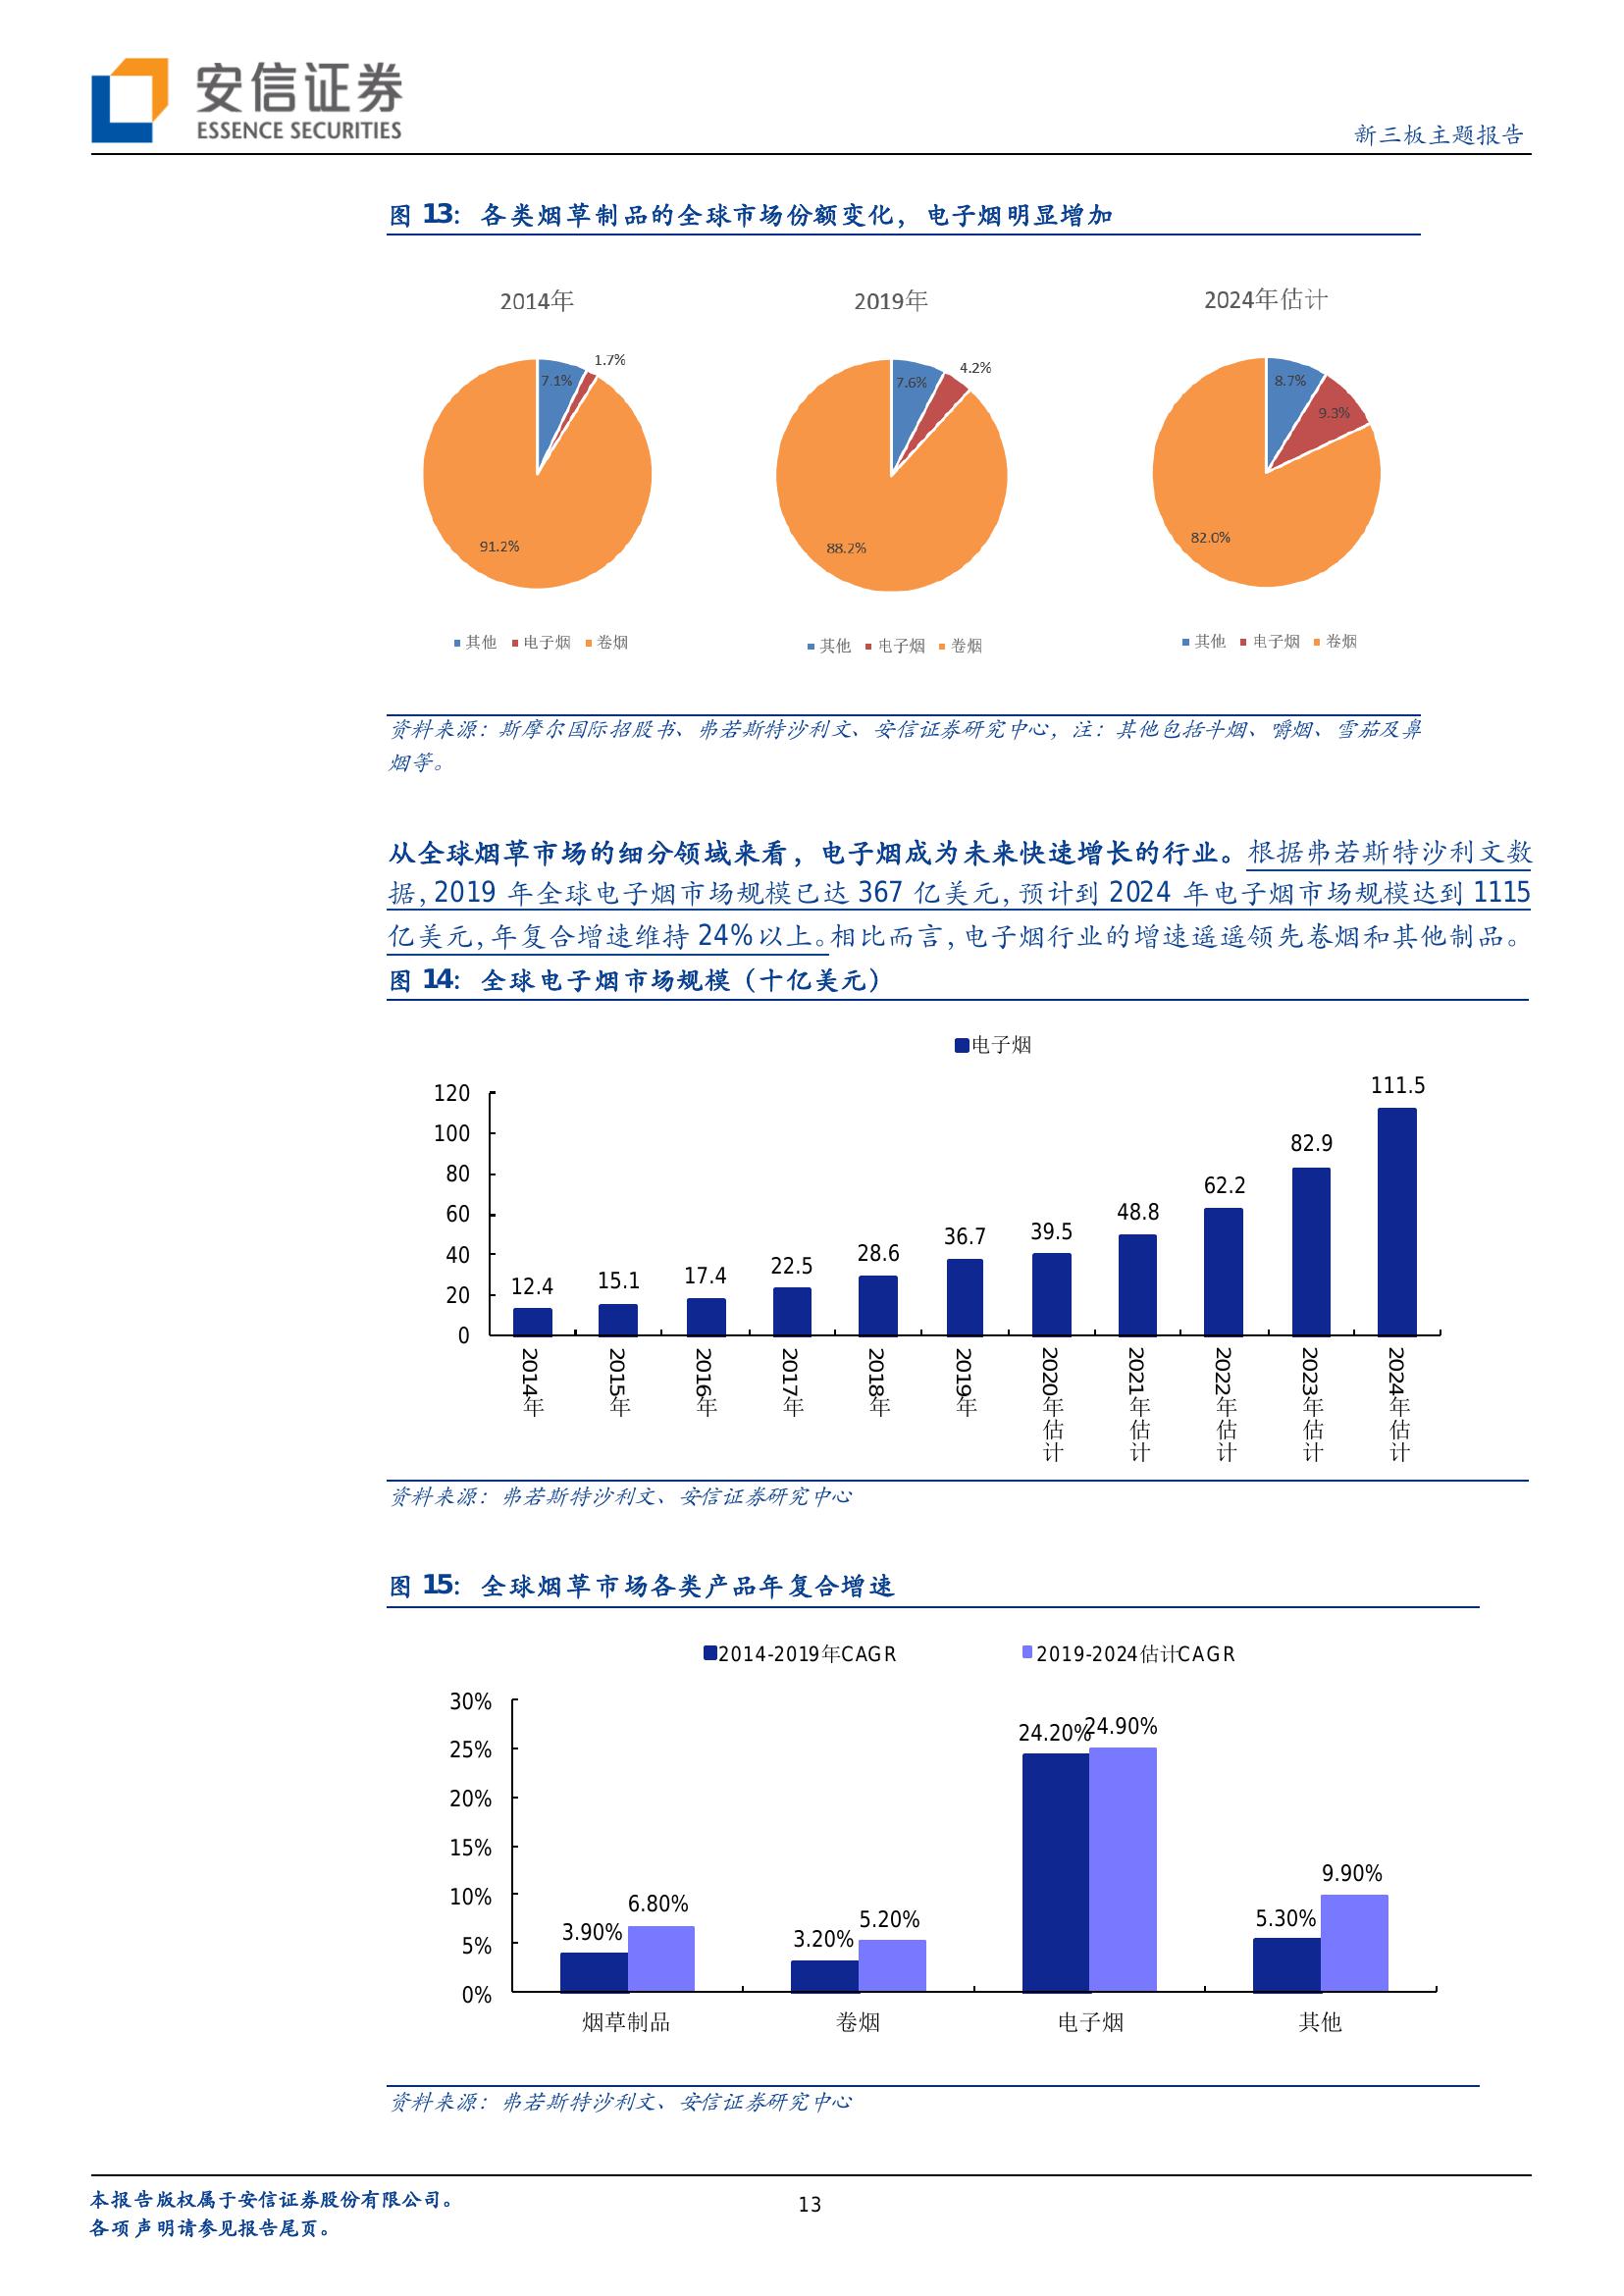 安信证券
ESSENCE SECURITIES
新三板主题报告
图 13：各类烟草制品的全球市场份额变化，电子烟明显增加
2014年
7.1%
1.7%
91.2%
其他 电子烟 卷烟
2019年
7.6%
4.2%
88.2%
其他 电子烟 卷烟
2024年估计
8.7%
9.3%
82.0%
其他 电子烟 卷烟
资料来源：斯摩尔国际招股书、弗若斯特沙利文、安信证券研究中心，注：其他包括斗烟、嚼烟、雪茄及鼻
烟等。
从全球烟草市场的细分领域来看，电子烟成为未来快速增长的行业。根据弗若斯特沙利文数
据，2019 年全球电子烟市场规模已达 367 亿美元，预计到 2024 年电子烟市场规模达到 1115
亿美元，年复合增速维持 24%以上。相比而言，电子烟行业的增速遥遥领先卷烟和其他制品。
图 14：全球电子烟市场规模（十亿美元）
电子烟
120
100
80
60
40
20
0
12.4
15.1
17.4
22.5
28.6
36.7
39.5
48.8
62.2
82.9
111.5
2014年
2015年
2016年
2017年
2018年
2019年
2020年估计
2021年估计
2022年估计
2023年估计
2024年估计
资料来源：弗若斯特沙利文、安信证券研究中心
图 15：全球烟草市场各类产品年复合增速
2014-2019年CAGR 2019-2024估计CAGR
30%
25%
20%
15%
10%
5%
0%
3.90%
6.80%
3.20%
5.20%
24.20%
24.90%
5.30%
9.90%
烟草制品 卷烟 电子烟 其他
资料来源：弗若斯特沙利文、安信证券研究中心
本报告版权属于安信证券股份有限公司。
各项声明请参见报告尾页。
13